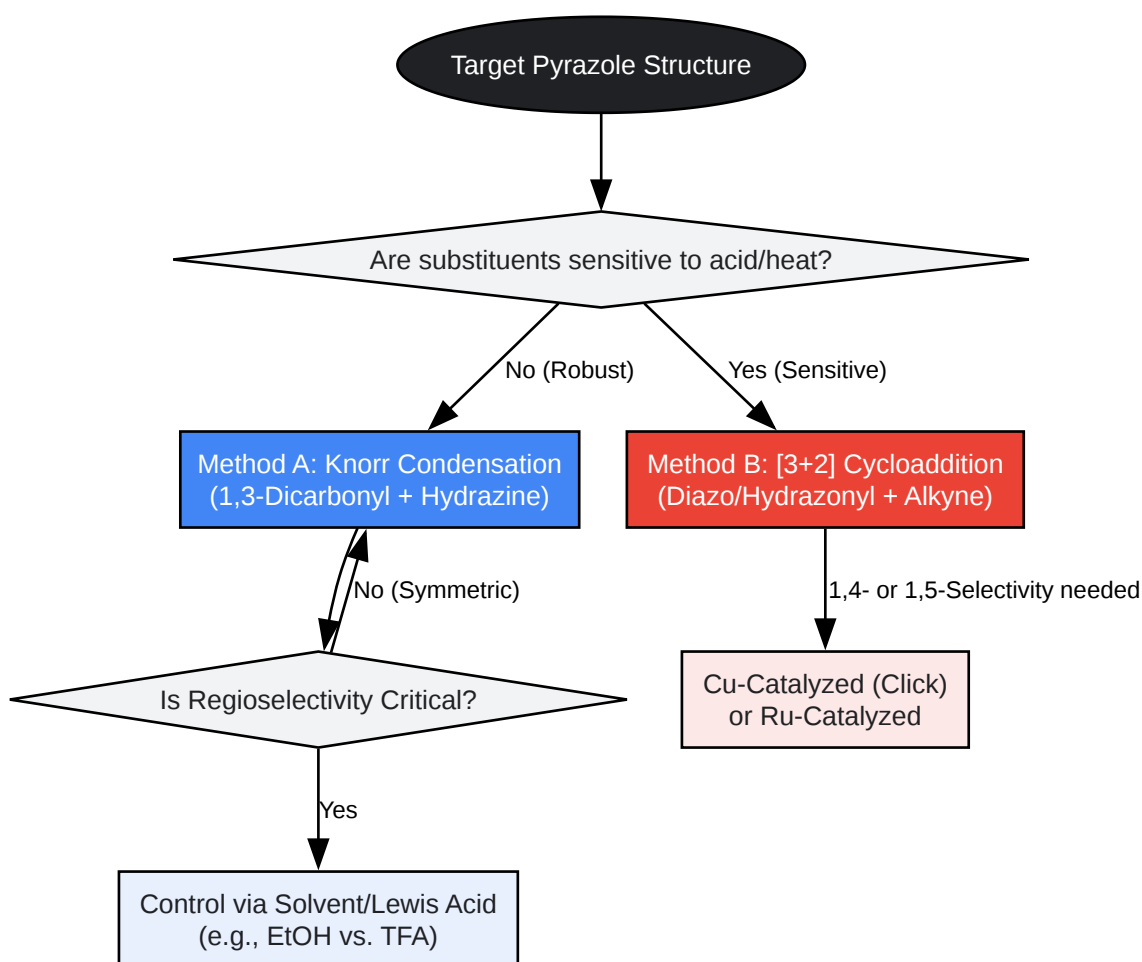 Target Pyrazole Structure
Are substituents sensitive to acid/heat?
No (Robust)
Yes (Sensitive)
Method A: Knorr Condensation
(1,3-Dicarbonyl + Hydrazine)
Method B: [3+2] Cycloaddition
(Diazo/Hydrazonyl + Alkyne)
No (Symmetric)
1,4- or 1,5-Selectivity needed
Is Regioselectivity Critical?
Cu-Catalyzed (Click)
or Ru-Catalyzed
Yes
Control via Solvent/Lewis Acid
(e.g., EtOH vs. TFA)